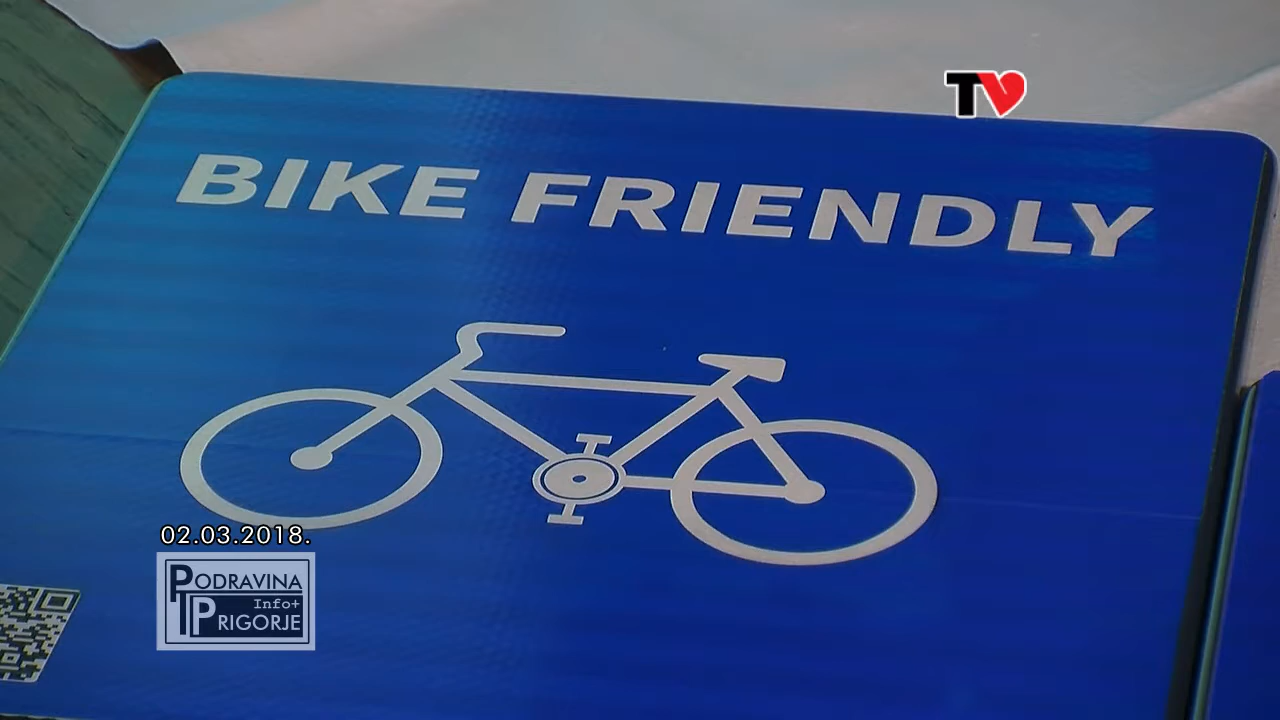 TV
BIKE FRIENDLY
02.03.2018.
PODRAVINA
Info+
PRIGORJE